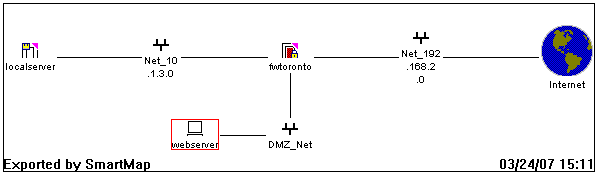 localserver
Net_10
.1.3.0
fwtoronto
Net_192
.168.2
.0
Internet
webserver
DMZ_Net
Exported by SmartMap
03/24/07 15:11